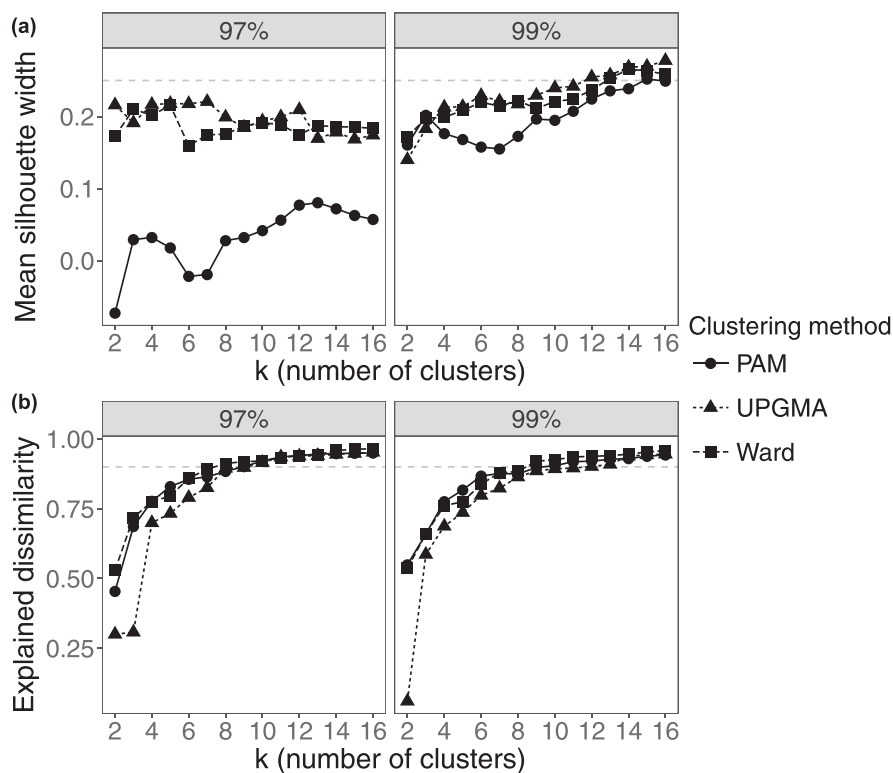 (a)
97%
99%
Mean silhouette width
0.2
0.1
0.0
2 4 6 8 10 12 14 16
2 4 6 8 10 12 14 16
k (number of clusters)
(b)
97%
99%
Explained dissimilarity
1.00
0.75
0.50
0.25
2 4 6 8 10 12 14 16
2 4 6 8 10 12 14 16
k (number of clusters)
Clustering method
PAM
UPGMA
Ward